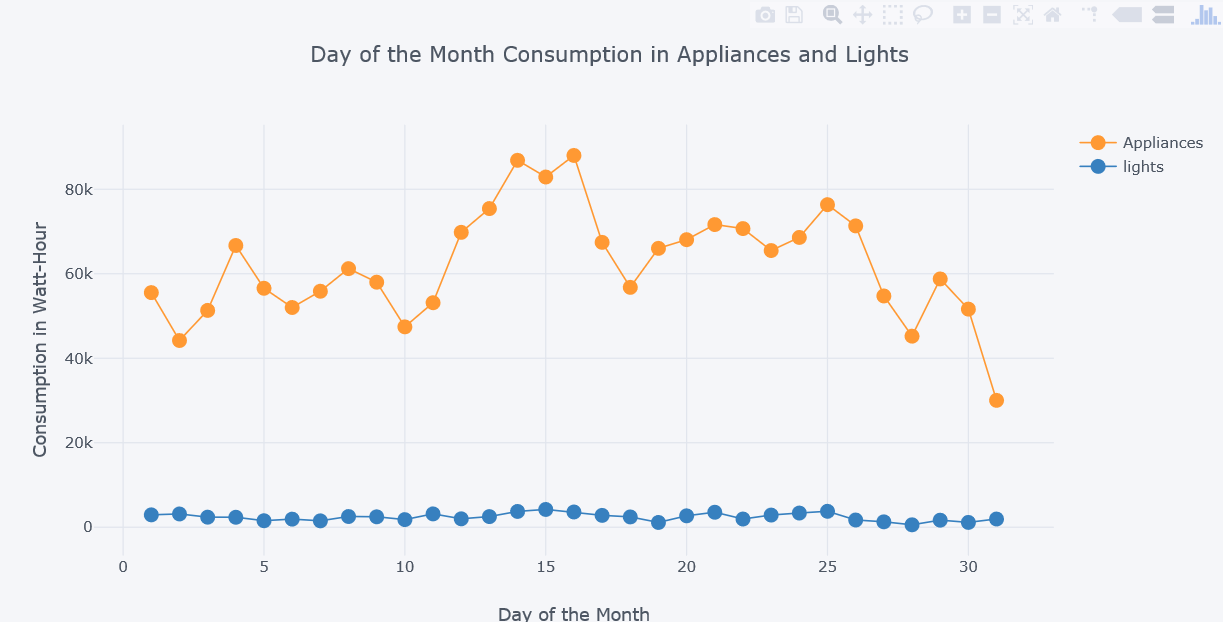 Day of the Month Consumption in Appliances and Lights
Appliances
lights
80k
60k
40k
20k
0
Consumption in Watt-Hour
0 5 10 15 20 25 30
Day of the Month